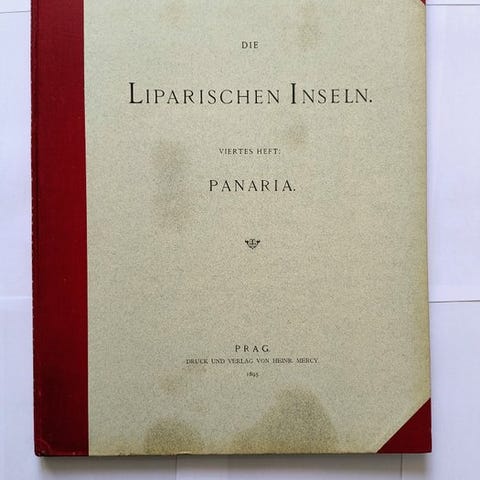 DIE
LIPARISCHEN INSELN.
VIERTES HEFT:
PANARIA.
PRAG.
DRUCK UND VERLAG VON HEINR. MERCY.
1895